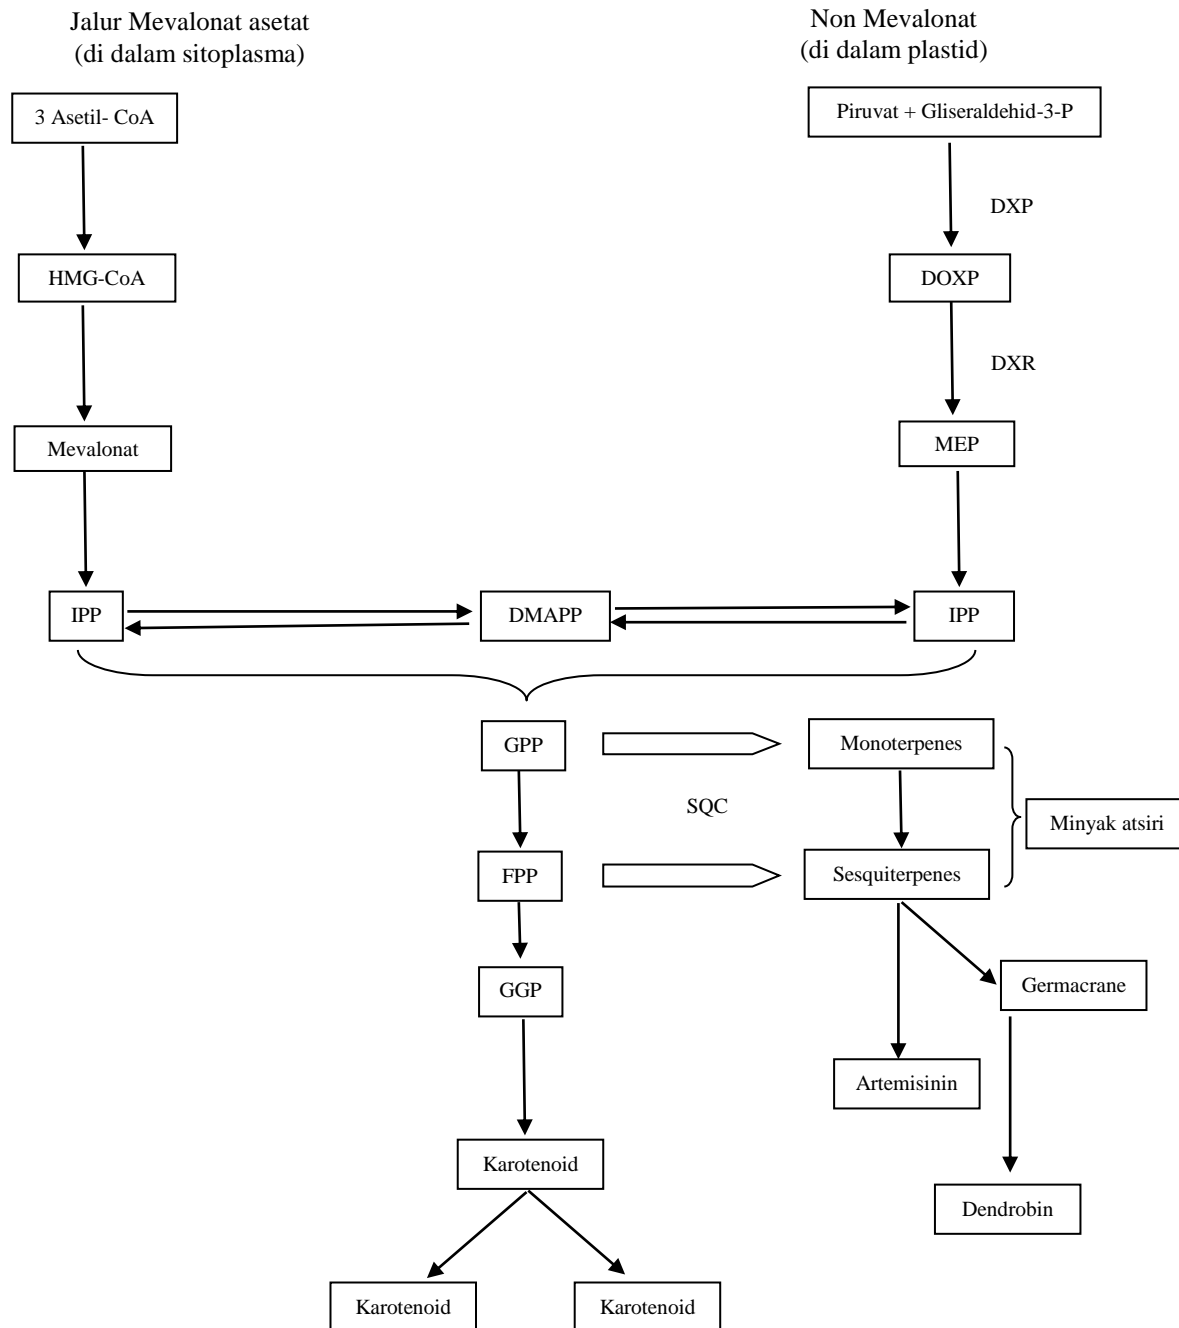 Jalur Mevalonat asetat
(di dalam sitoplasma)
Non Mevalonat
(di dalam plastid)
3 Asetil- CoA
Piruvat + Gliseraldehid-3-P
DXP
HMG-CoA
DOXP
DXR
Mevalonat
MEP
IPP
DMAPP
IPP
GPP
Monoterpenes
SQC
Minyak atsiri
FPP
Sesquiterpenes
GGP
Germacrane
Artemisinin
Karotenoid
Dendrobin
Karotenoid
Karotenoid